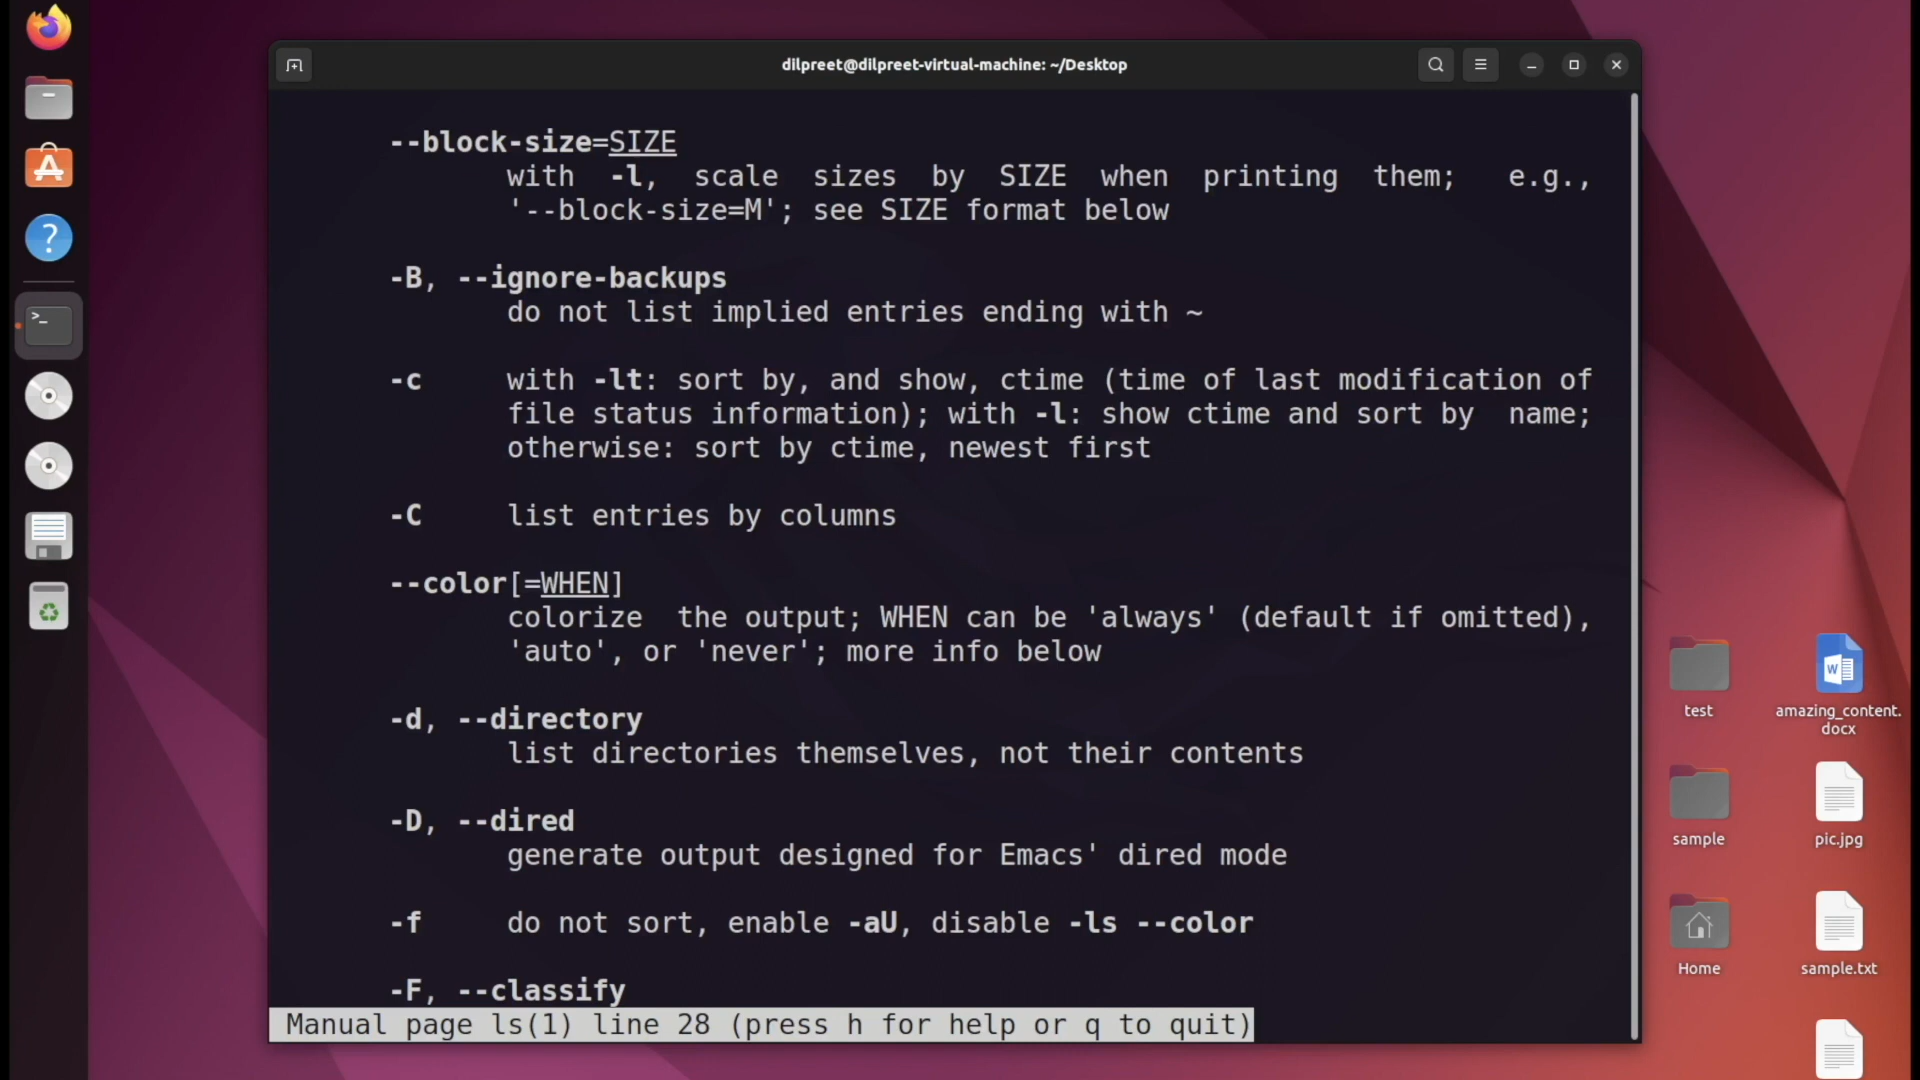 dilpreet@dilpreet-virtual-machine: ~/Desktop
--block-size=SIZE
with -l, scale sizes by SIZE when printing them; e.g.,
'--block-size=M'; see SIZE format below
-B, --ignore-backups
do not list implied entries ending with ~
-c with -lt: sort by, and show, ctime (time of last modification of
file status information); with -l: show ctime and sort by name;
otherwise: sort by ctime, newest first
-C list entries by columns
--color[=WHEN]
colorize the output; WHEN can be 'always' (default if omitted),
'auto', or 'never'; more info below
-d, --directory
list directories themselves, not their contents
-D, --dired
generate output designed for Emacs' dired mode
-f do not sort, enable -aU, disable -ls --color
-F, --classify
Manual page ls(1) line 28 (press h for help or q to quit)
test
amazing_content.
docx
sample
pic.jpg
Home
sample.txt